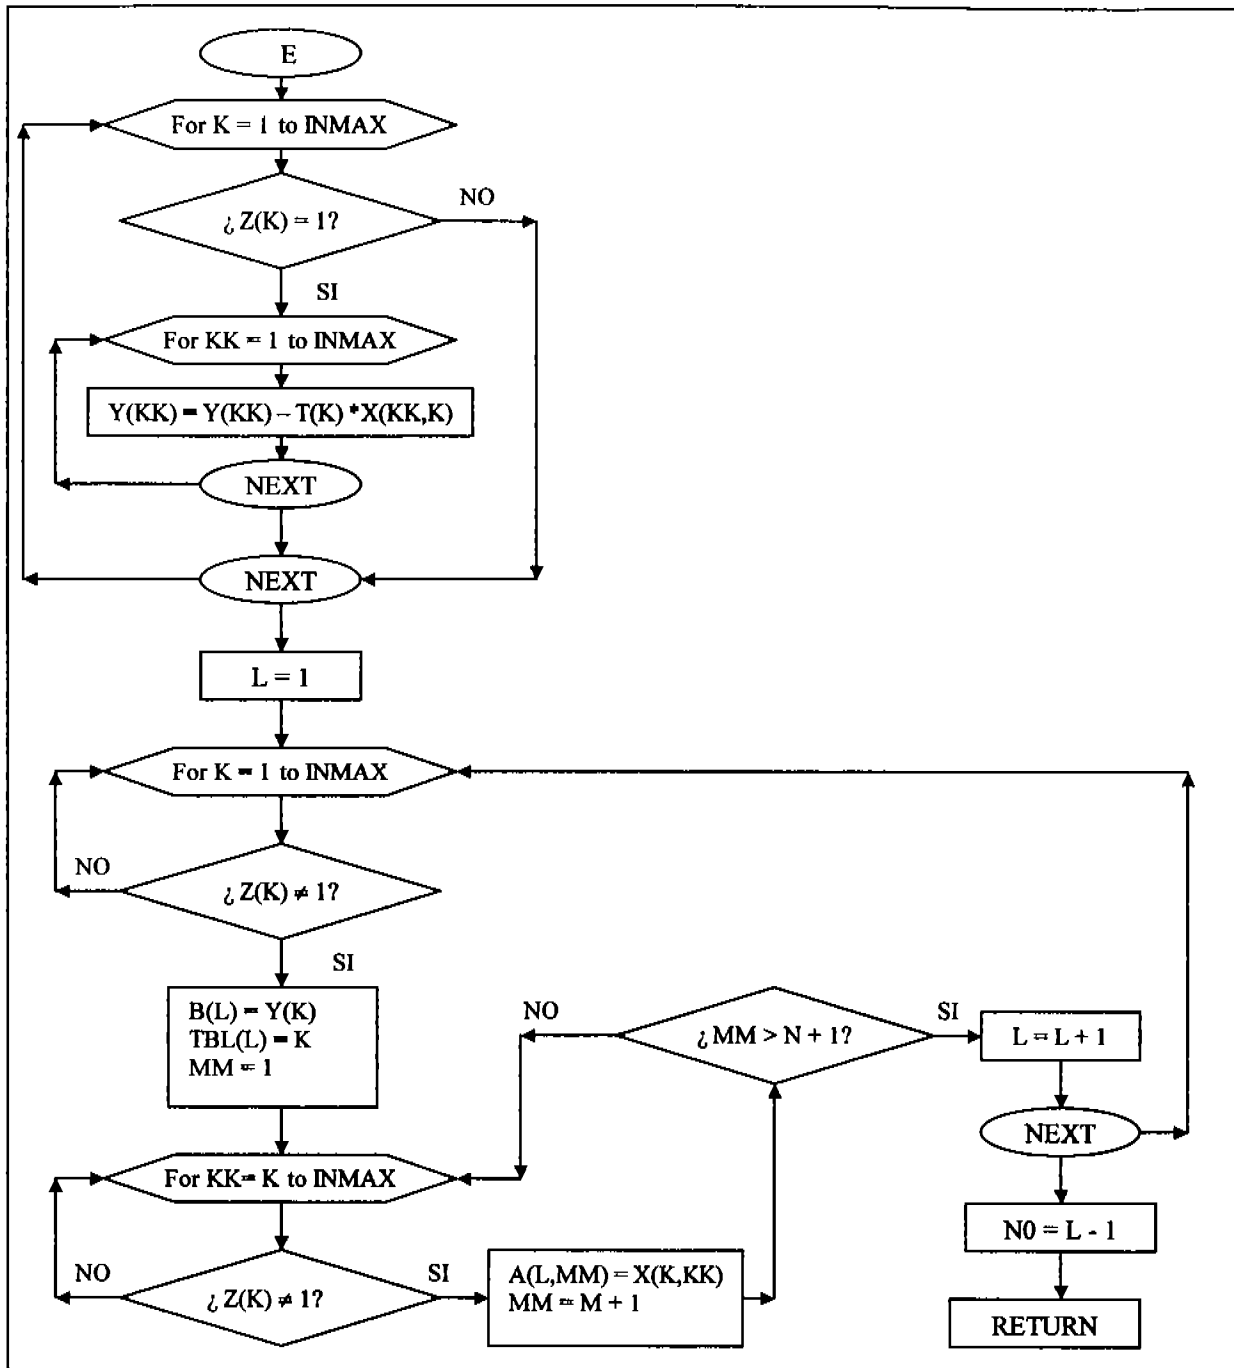 E
For K = 1 to INMAX
¿ Z(K) = 1?
NO
SI
For KK = 1 to INMAX
Y(KK) = Y(KK) – T(K) *X(KK,K)
NEXT
NEXT
L = 1
For K = 1 to INMAX
NO
¿ Z(K) ≠ 1?
SI
B(L) = Y(K)
TBL(L) = K
MM = 1
For KK= K to INMAX
NO
¿ Z(K) ≠ 1?
SI
A(L,MM) = X(K,KK)
MM = M + 1
NO
¿ MM > N + 1?
SI
L = L + 1
NEXT
N0 = L - 1
RETURN